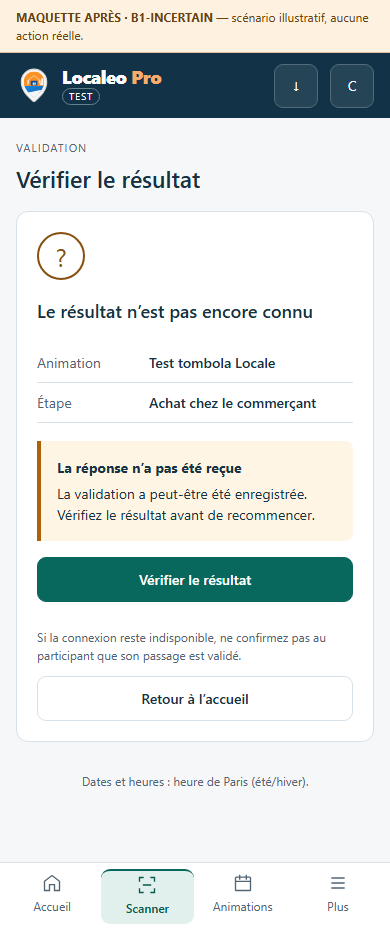 MAQUETTE APRÈS · B1-INCERTAIN — scénario illustratif, aucune
action réelle.
Localeo Pro
TEST
↓
C
VALIDATION
Vérifier le résultat
?
Le résultat n’est pas encore connu
Animation Test tombola Locale
Étape Achat chez le commerçant
La réponse n’a pas été reçue
La validation a peut-être été enregistrée.
Vérifiez le résultat avant de recommencer.
Vérifier le résultat
Si la connexion reste indisponible, ne confirmez pas au
participant que son passage est validé.
Retour à l’accueil
Dates et heures : heure de Paris (été/hiver).
Accueil Scanner Animations Plus